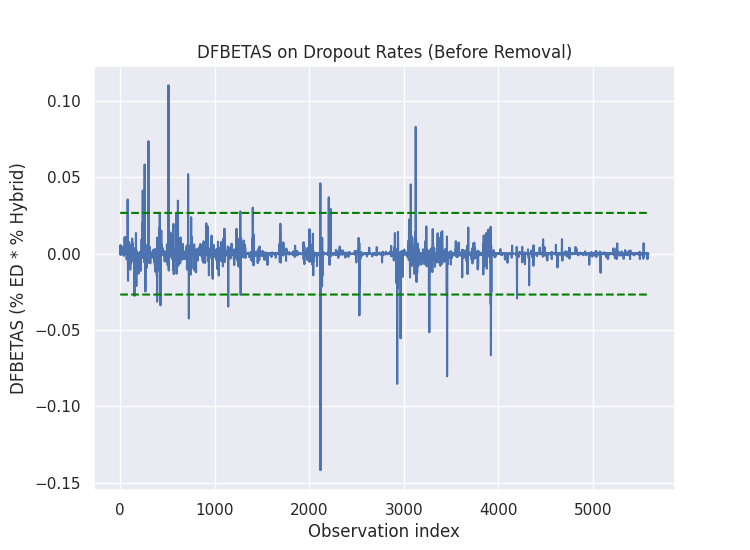 DFBETAS on Dropout Rates (Before Removal)
DFBETAS (% ED * % Hybrid)
0.10
0.05
0.00
−0.05
−0.10
−0.15
0 1000 2000 3000 4000 5000
Observation index